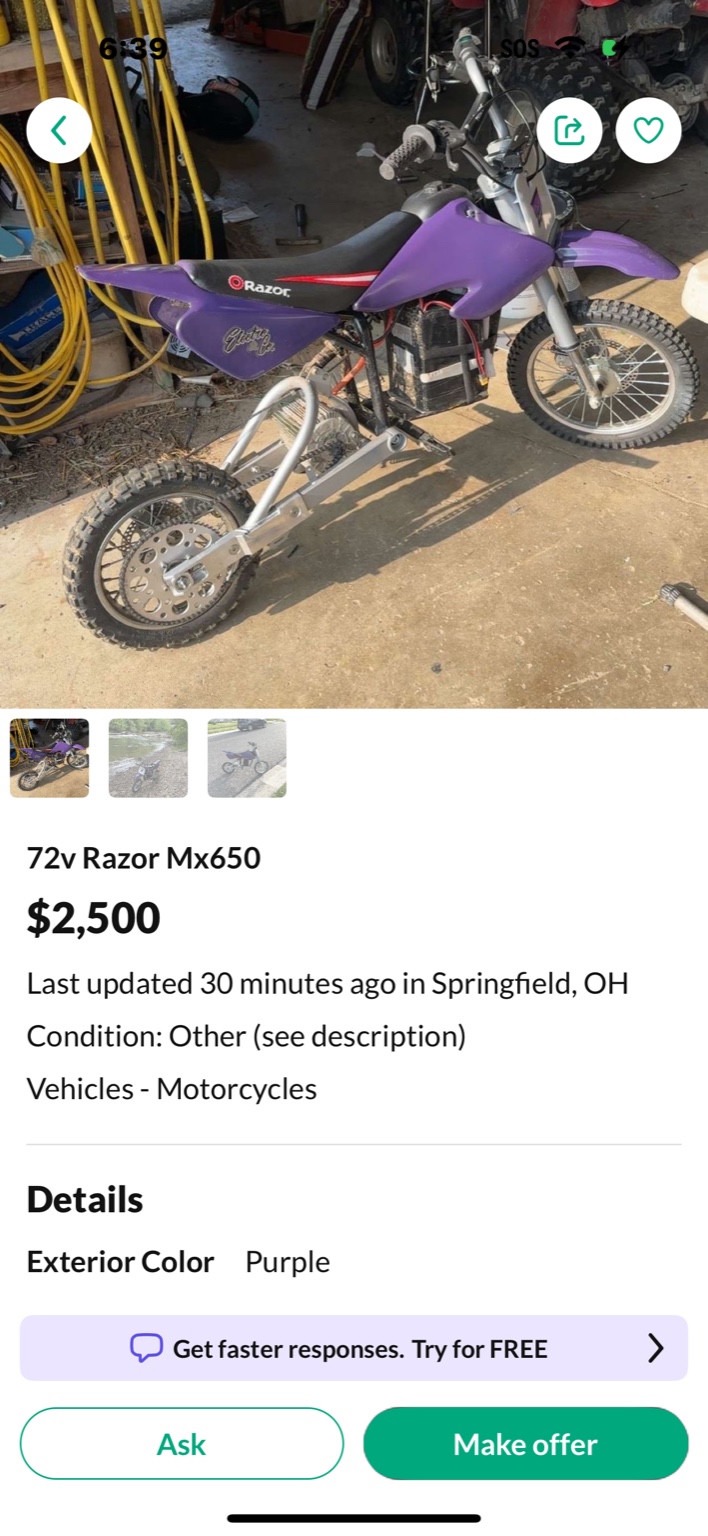 6:39
SOS
Razor
72v Razor Mx650
$2,500
Last updated 30 minutes ago in Springfield, OH
Condition: Other (see description)
Vehicles - Motorcycles
Details
Exterior Color Purple
Get faster responses. Try for FREE
Ask
Make offer